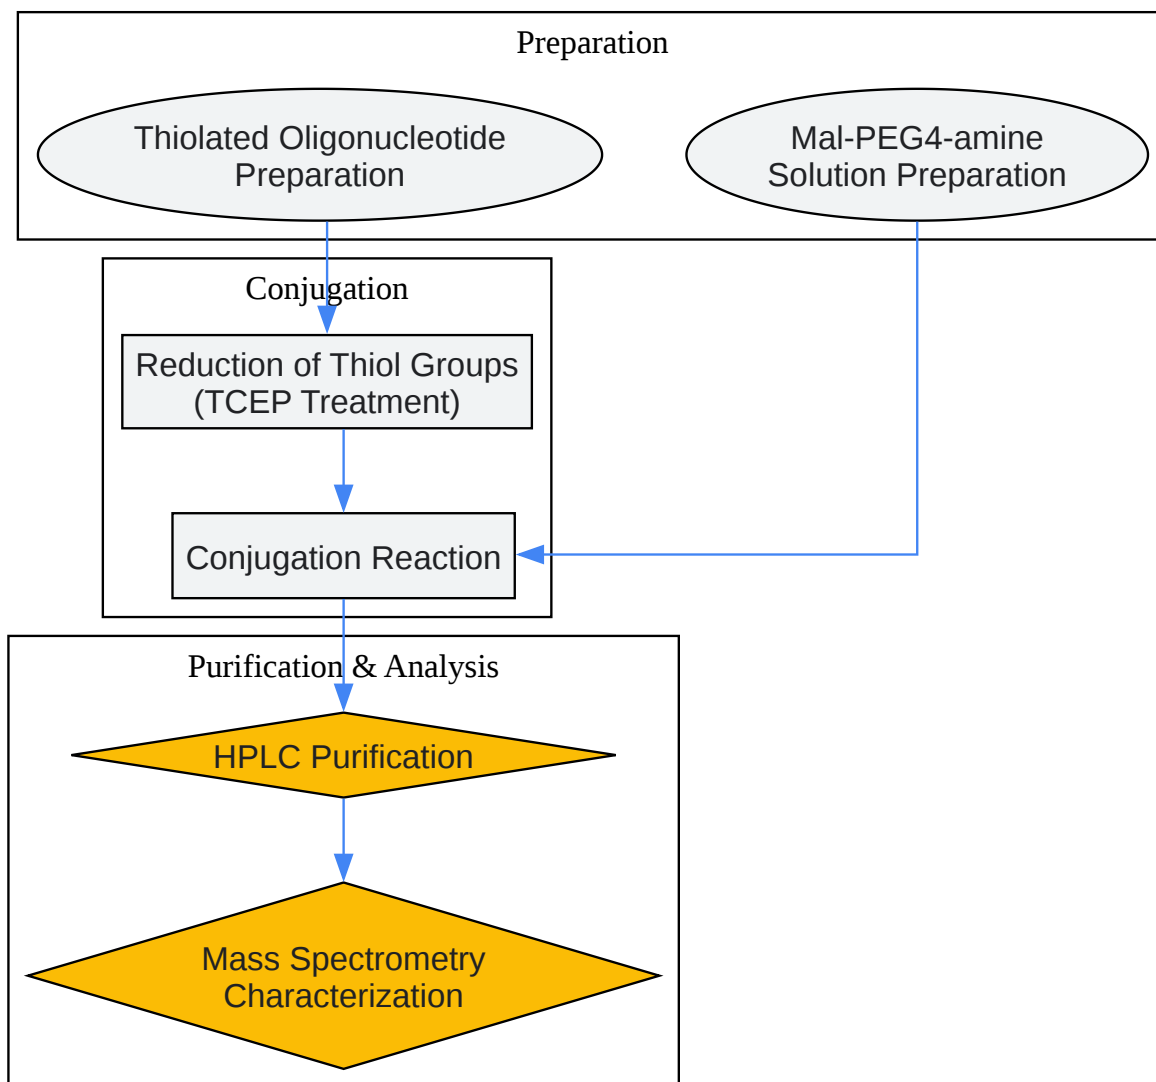 Preparation
Thiolated Oligonucleotide
Preparation
Mal-PEG4-amine
Solution Preparation
Conjugation
Reduction of Thiol Groups
(TCEP Treatment)
Conjugation Reaction
Purification & Analysis
HPLC Purification
Mass Spectrometry
Characterization